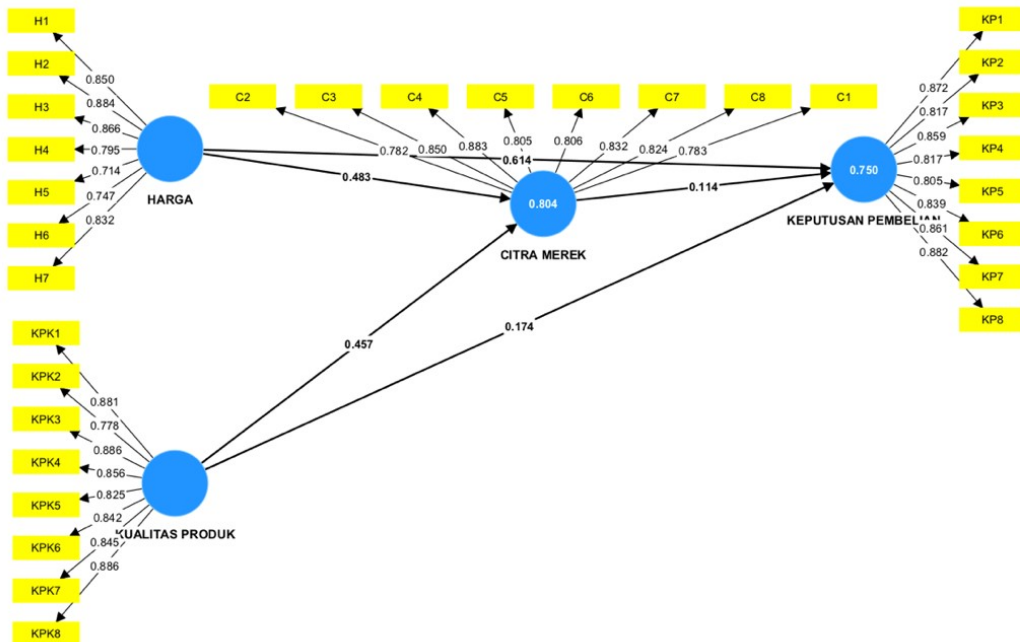 H1
H2
H3
H4
H5
H6
H7
0.850
0.884
0.866
0.795
0.714
0.747
0.832
HARGA
C2
C3
C4
C5
C6
C7
C8
C1
0.782
0.850
0.883
0.805
0.806
0.832
0.824
0.783
0.614
0.483
0.114
0.804
CITRA MEREK
KP1
KP2
KP3
KP4
KP5
KP6
KP7
KP8
0.872
0.817
0.859
0.817
0.805
0.839
0.861
0.882
0.750
KEPUTUSAN PEMBELIAN
0.457
0.174
KPK1
KPK2
KPK3
KPK4
KPK5
KPK6
KPK7
KPK8
0.881
0.778
0.886
0.856
0.825
0.842
0.845
0.886
KUALITAS PRODUK